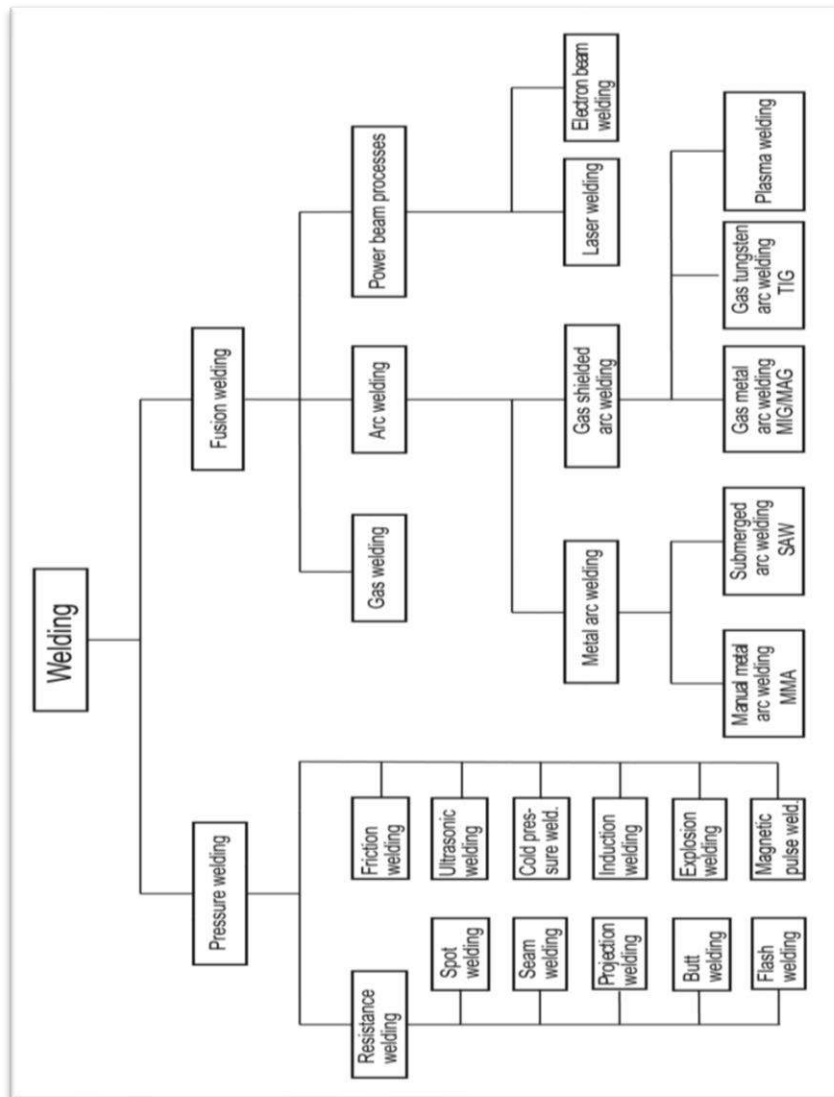 Welding
Pressure welding
Fusion welding
Resistance
welding
Friction
welding
Gas welding
Arc welding
Power beam processes
Spot
welding
Ultrasonic
welding
Seam
welding
Cold pres-
sure weld.
Metal arc welding
Gas shielded
arc welding
Laser welding
Electron beam
welding
Projection
welding
Induction
welding
Butt
welding
Explosion
welding
Flash
welding
Magnetic
pulse weld.
Manual metal
arc welding
MMA
Submerged
arc welding
SAW
Gas metal
arc welding
MIG/MAG
Gas tungsten
arc welding
TIG
Plasma welding